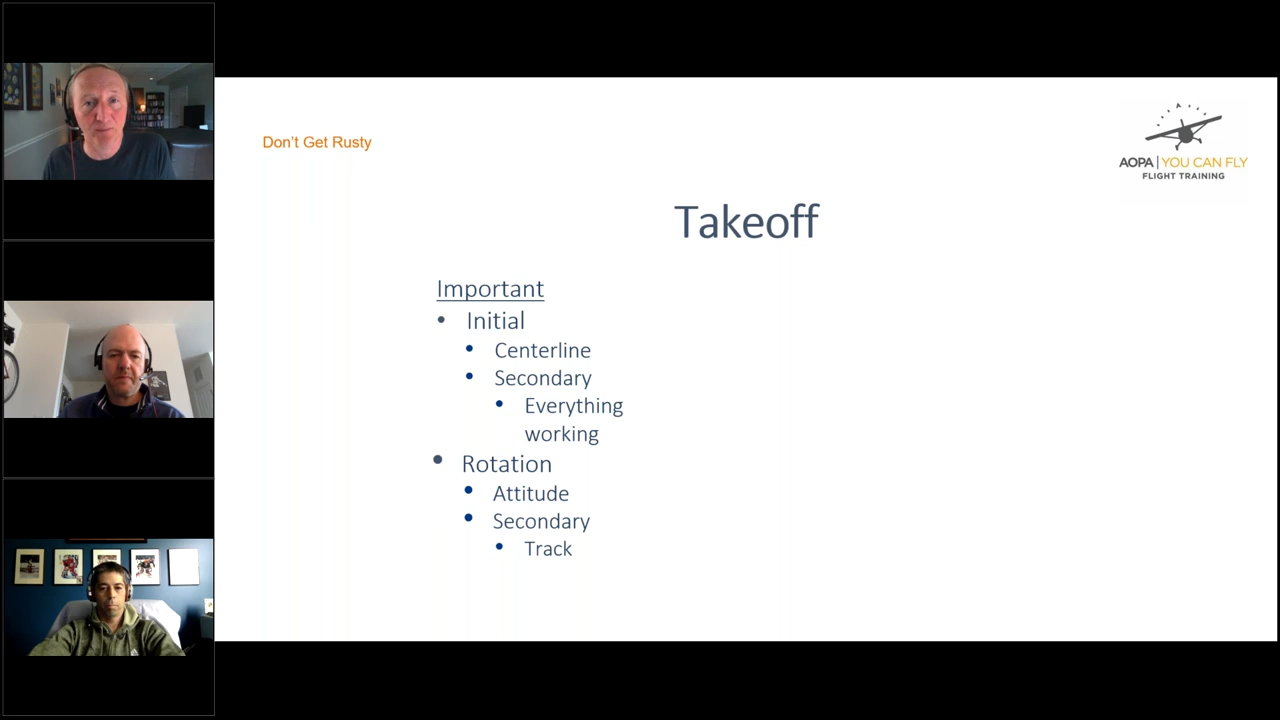 Don't Get Rusty
AOPA | YOU CAN FLY
FLIGHT TRAINING
Takeoff
Important
• Initial
• Centerline
• Secondary
• Everything
working
• Rotation
• Attitude
• Secondary
• Track